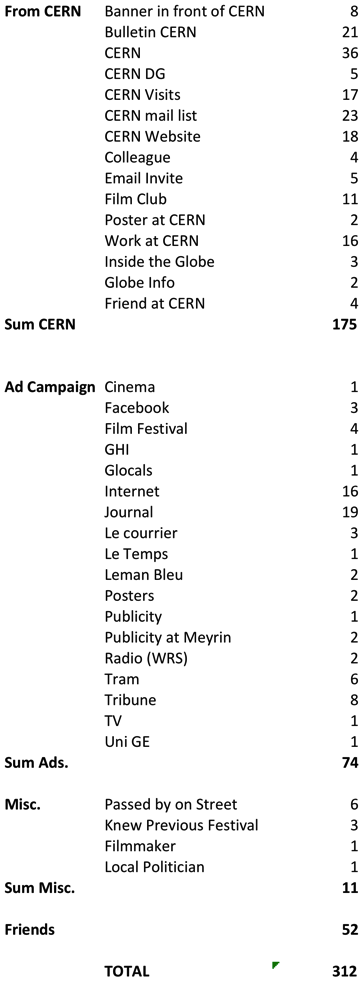 From CERN Banner in front of CERN 8
Bulletin CERN 21
CERN 36
CERN DG 5
CERN Visits 17
CERN mail list 23
CERN Website 18
Colleague 4
Email Invite 5
Film Club 11
Poster at CERN 2
Work at CERN 16
Inside the Globe 3
Globe Info 2
Friend at CERN 4
Sum CERN 175
Ad Campaign Cinema 1
Facebook 3
Film Festival 4
GHI 1
Glocals 1
Internet 16
Journal 19
Le courrier 3
Le Temps 1
Leman Bleu 2
Posters 2
Publicity 1
Publicity at Meyrin 2
Radio (WRS) 2
Tram 6
Tribune 8
TV 1
Uni GE 1
Sum Ads. 74
Misc. Passed by on Street 6
Knew Previous Festival 3
Filmmaker 1
Local Politician 1
Sum Misc. 11
Friends 52
TOTAL 312